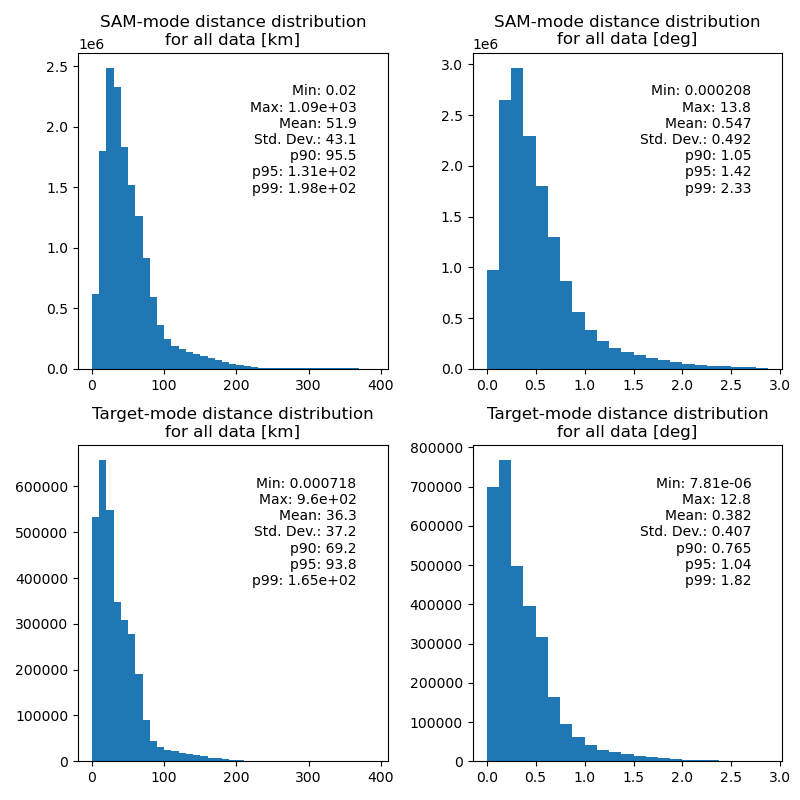 SAM-mode distance distribution
for all data [km]
1e6
2.5
2.0
1.5
1.0
0.5
0.0
Min: 0.02
Max: 1.09e+03
Mean: 51.9
Std. Dev.: 43.1
p90: 95.5
p95: 1.31e+02
p99: 1.98e+02
0 100 200 300 400
SAM-mode distance distribution
for all data [deg]
1e6
3.0
2.5
2.0
1.5
1.0
0.5
0.0
Min: 0.000208
Max: 13.8
Mean: 0.547
Std. Dev.: 0.492
p90: 1.05
p95: 1.42
p99: 2.33
0.0 0.5 1.0 1.5 2.0 2.5 3.0
Target-mode distance distribution
for all data [km]
600000
500000
400000
300000
200000
100000
0
Min: 0.000718
Max: 9.6e+02
Mean: 36.3
Std. Dev.: 37.2
p90: 69.2
p95: 93.8
p99: 1.65e+02
0 100 200 300 400
Target-mode distance distribution
for all data [deg]
800000
700000
600000
500000
400000
300000
200000
100000
0
Min: 7.81e-06
Max: 12.8
Mean: 0.382
Std. Dev.: 0.407
p90: 0.765
p95: 1.04
p99: 1.82
0.0 0.5 1.0 1.5 2.0 2.5 3.0